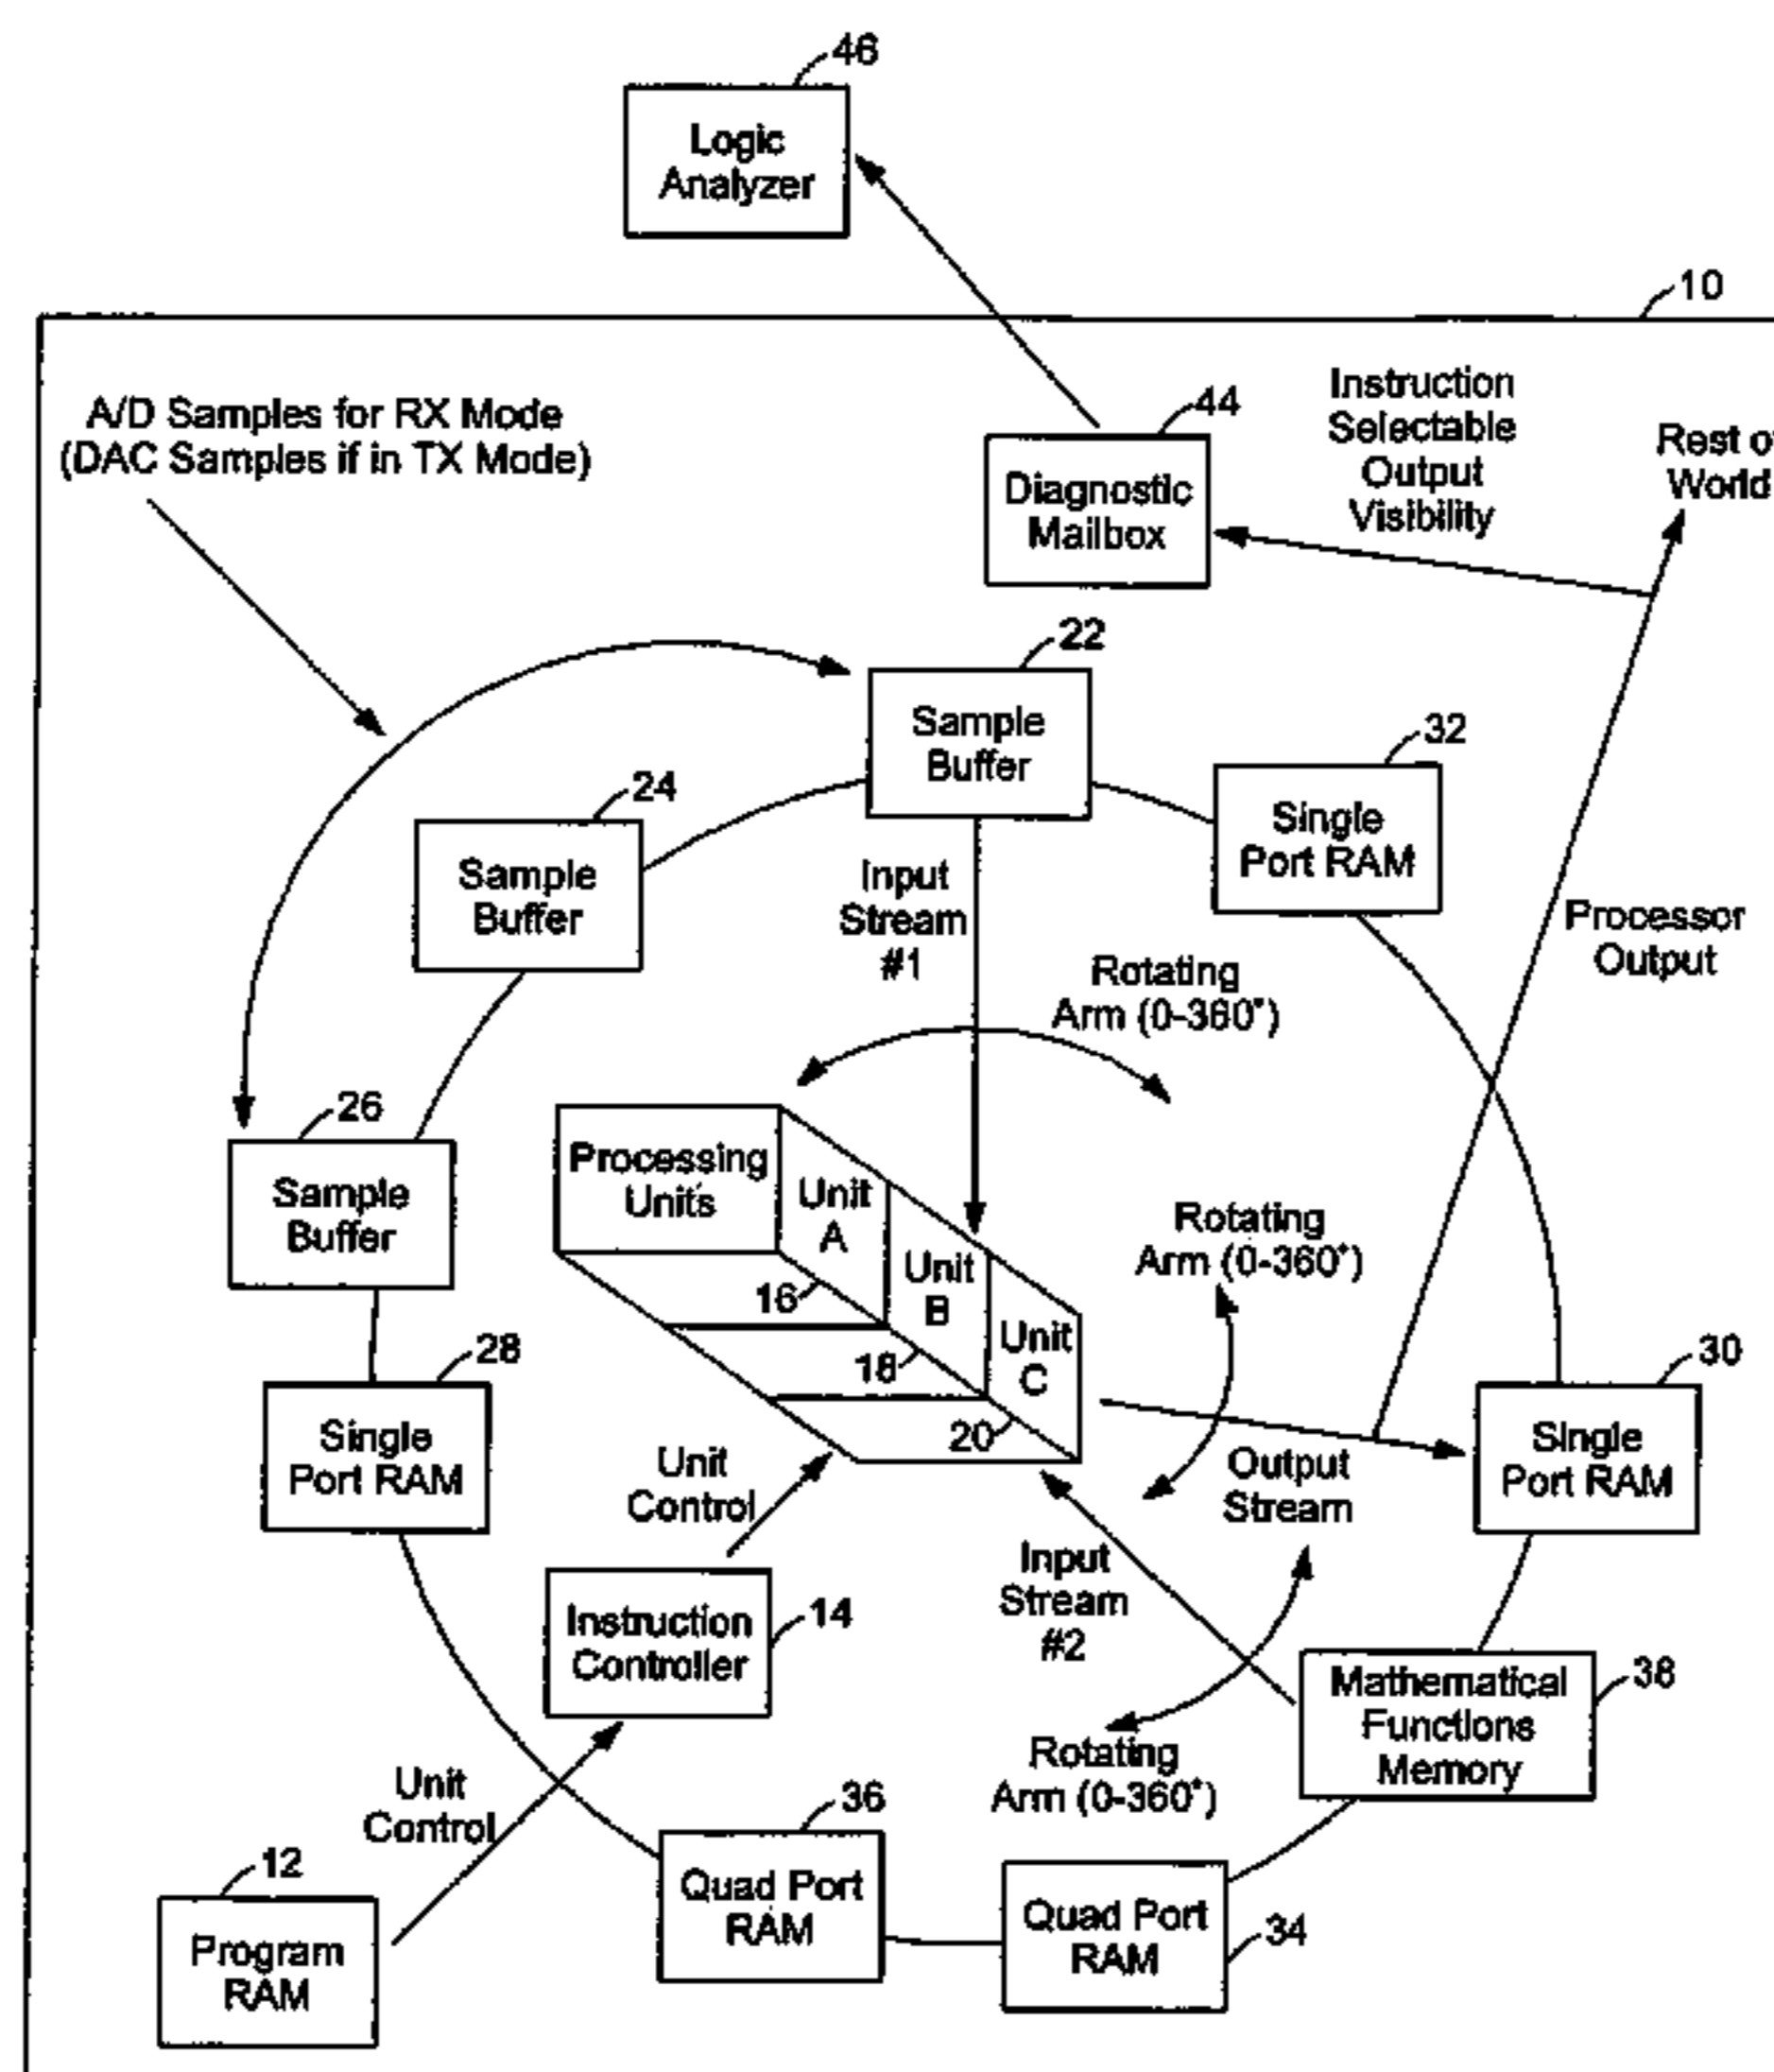 46
Logic
Analyzer
10
A/D Samples for RX Mode
(DAC Samples if in TX Mode)
44
Diagnostic
Mailbox
Instruction
Selectable
Output
Visibility
Rest of
World
22
Sample
Buffer
32
Single
Port RAM
24
Sample
Buffer
Input
Stream
#1
Processor
Output
Rotating
Arm (0-360°)
26
Sample
Buffer
Processing
Units
Unit
A
Unit
B
Unit
C
16
18
20
Rotating
Arm (0-360°)
28
Single
Port RAM
30
Single
Port RAM
Unit
Control
Output
Stream
Input
Stream
#2
14
Instruction
Controller
38
Mathematical
Functions
Memory
Rotating
Arm (0-360°)
Unit
Control
36
Quad Port
RAM
34
Quad Port
RAM
12
Program
RAM